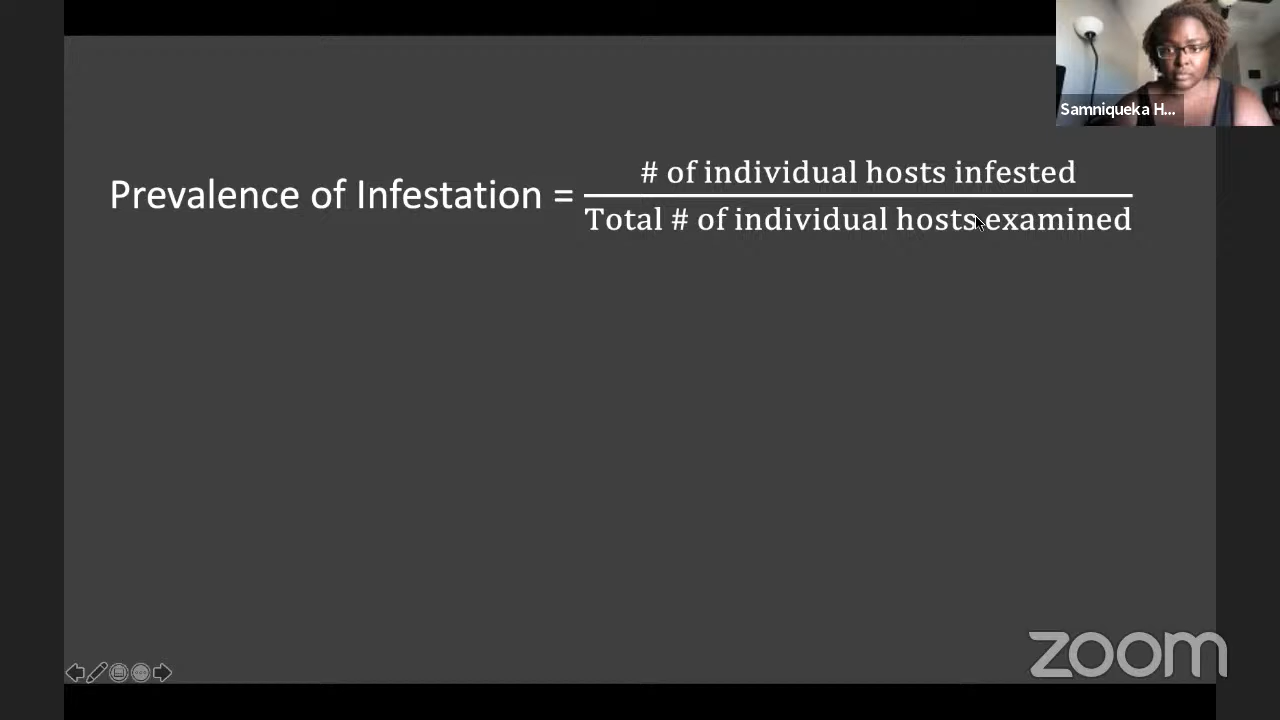 Samniqueka H...
# of individual hosts infested
Prevalence of Infestation =
Total # of individual hosts examined
zoom